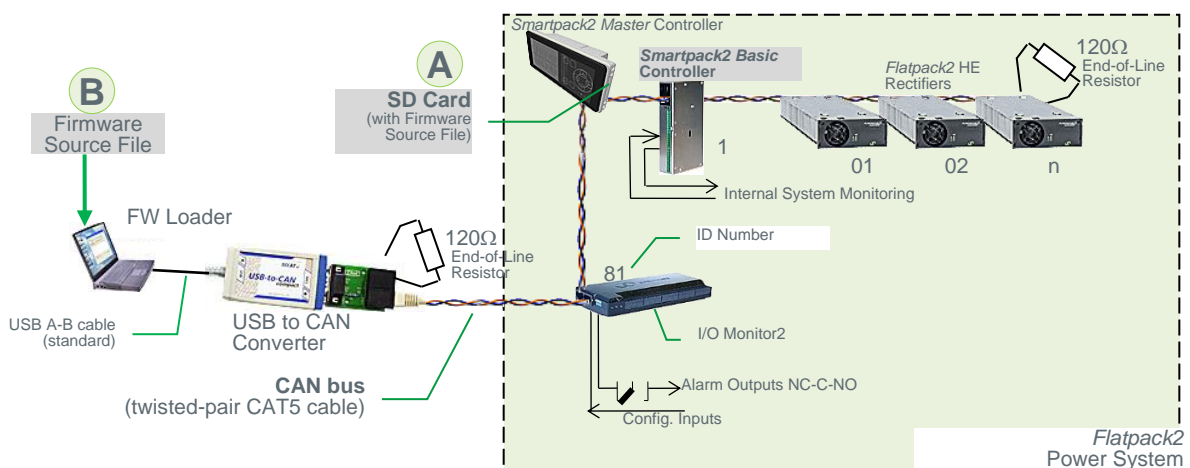 Smartpack2 Master Controller
A
SD Card
(with Firmware
Source File)
B
Firmware
Source File
Smartpack2 Basic
Controller
1
Flatpack2 HE
Rectifiers
120Ω
End-of-Line
Resistor
01
02
n
Internal System Monitoring
FW Loader
120Ω
End-of-Line
Resistor
ID Number
81
USB-to-CAN
compact
USB A-B cable
(standard)
USB to CAN
Converter
I/O Monitor2
CAN bus
(twisted-pair CAT5 cable)
Alarm Outputs NC-C-NO
Config. Inputs
Flatpack2
Power System